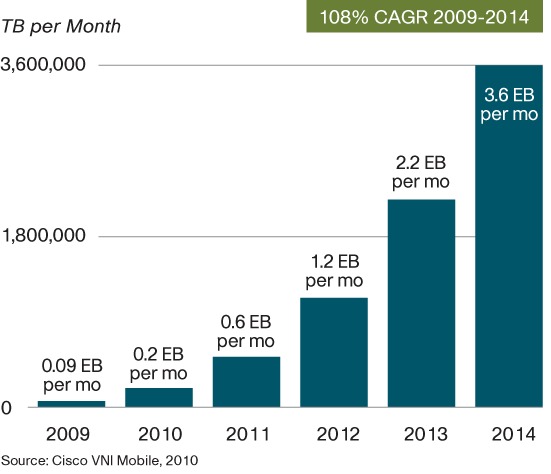 TB per Month
108% CAGR 2009-2014
3,600,000
3.6 EB
per mo
2.2 EB
per mo
1,800,000
1.2 EB
per mo
0.6 EB
per mo
0.2 EB
per mo
0.09 EB
per mo
0
2009 2010 2011 2012 2013 2014
Source: Cisco VNI Mobile, 2010